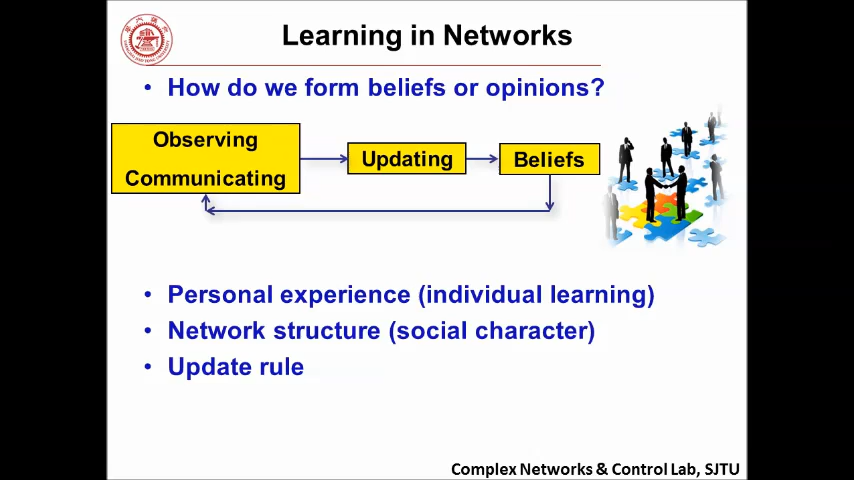 Learning in Networks
• How do we form beliefs or opinions?
Observing
Communicating
Updating
Beliefs
• Personal experience (individual learning)
• Network structure (social character)
• Update rule
Complex Networks & Control Lab, SJTU